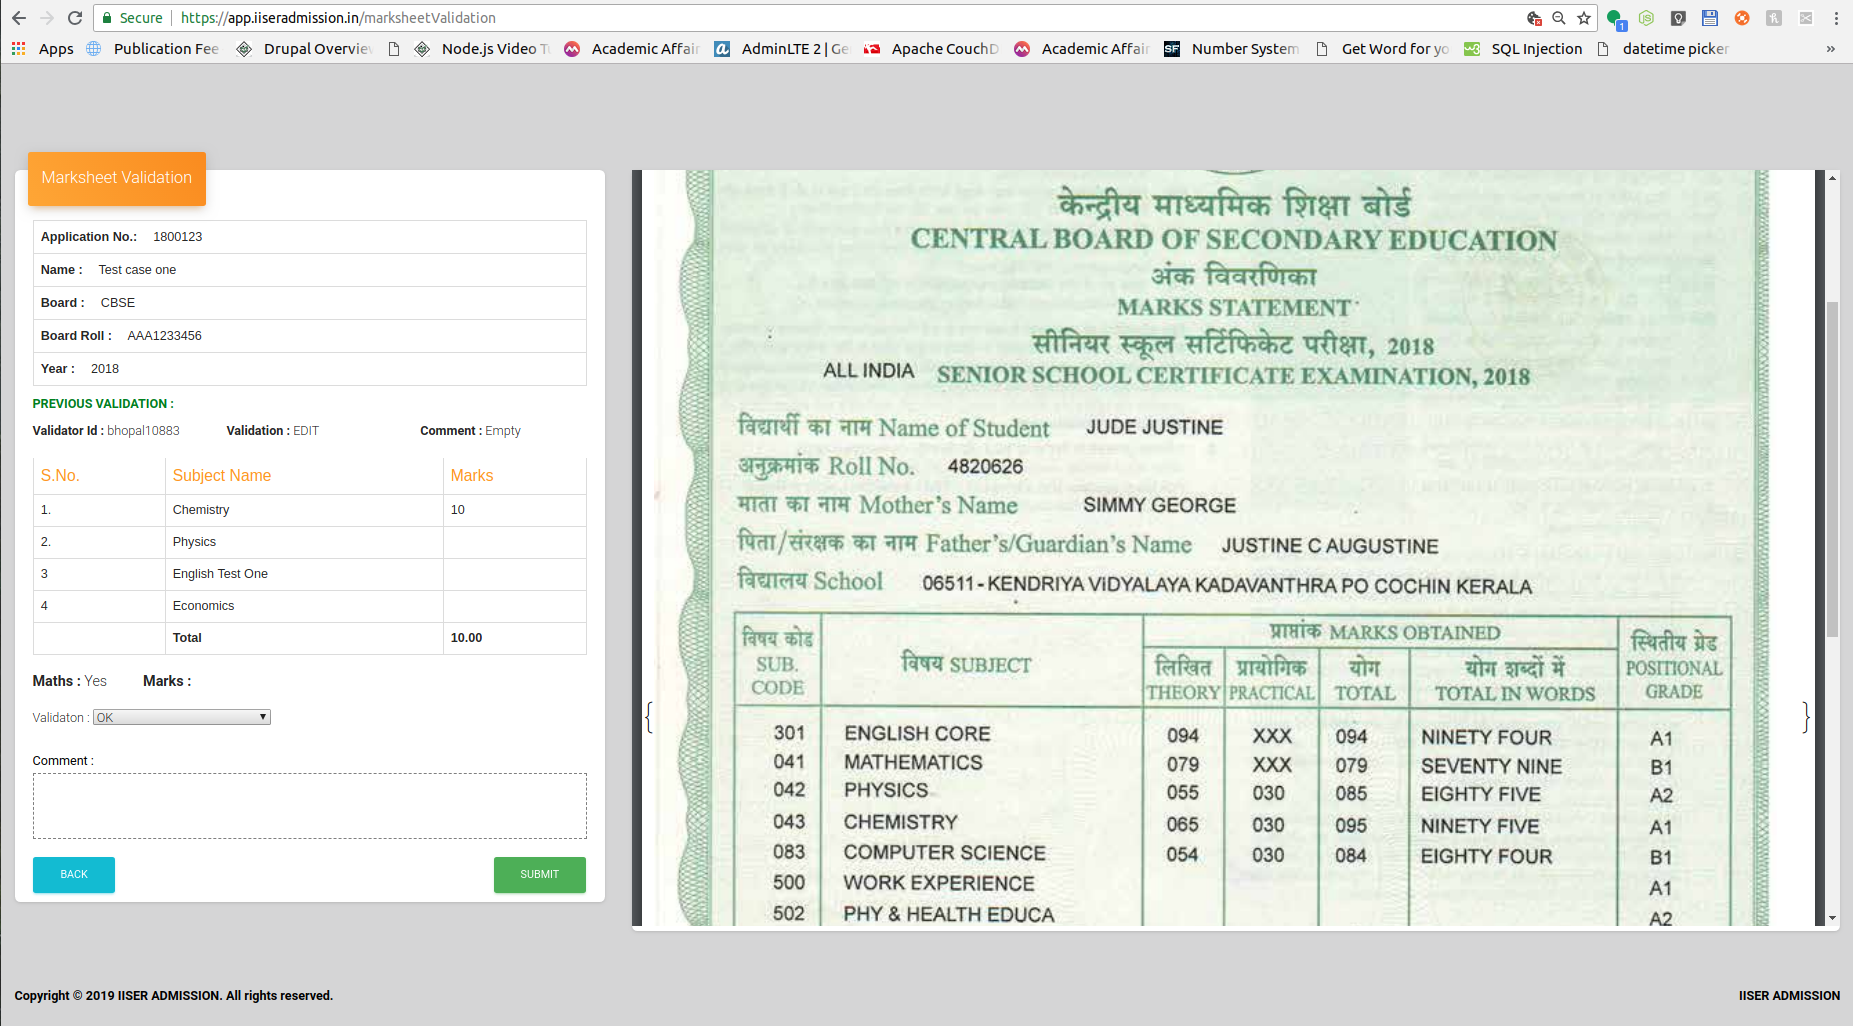 Secure | https://app.iiseradmission.in/marksheetValidation
Apps Publication Fee Drupal Overview Node.js Video Tu Academic Affair AdminLTE 2 | Ge Apache CouchD Academic Affair Number System Get Word for yo SQL Injection datetime picker »
Marksheet Validation
Application No.: 1800123
Name : Test case one
Board : CBSE
Board Roll : AAA1233456
Year : 2018
PREVIOUS VALIDATION :
Validator Id : bhopal10883 Validation : EDIT Comment : Empty
S.No. Subject Name Marks
1. Chemistry 10
2. Physics
3 English Test One
4 Economics
Total 10.00
Maths : Yes Marks :
Validaton : OK
Comment :
BACK SUBMIT
केन्द्रीय माध्यमिक शिक्षा बोर्ड
CENTRAL BOARD OF SECONDARY EDUCATION
अंक विवरणिका
MARKS STATEMENT
सीनियर स्कूल सर्टिफिकेट परीक्षा, 2018
ALL INDIA SENIOR SCHOOL CERTIFICATE EXAMINATION, 2018
विद्यार्थी का नाम Name of Student JUDE JUSTINE
अनुक्रमांक Roll No. 4820626
माता का नाम Mother's Name SIMMY GEORGE
पिता/संरक्षक का नाम Father's/Guardian's Name JUSTINE C AUGUSTINE
विद्यालय School 06511-KENDRIYA VIDYALAYA KADAVANTHRA PO COCHIN KERALA
विषय कोड SUB. CODE
विषय SUBJECT
प्राप्तांक MARKS OBTAINED
लिखित THEORY
प्रायोगिक PRACTICAL
योग TOTAL
योग शब्दों में TOTAL IN WORDS
स्थितीय ग्रेड POSITIONAL GRADE
301 ENGLISH CORE 094 XXX 094 NINETY FOUR A1
041 MATHEMATICS 079 XXX 079 SEVENTY NINE B1
042 PHYSICS 055 030 085 EIGHTY FIVE A2
043 CHEMISTRY 065 030 095 NINETY FIVE A1
083 COMPUTER SCIENCE 054 030 084 EIGHTY FOUR B1
500 WORK EXPERIENCE A1
502 PHY & HEALTH EDUCA A2
{ }
Copyright © 2019 IISER ADMISSION. All rights reserved. IISER ADMISSION